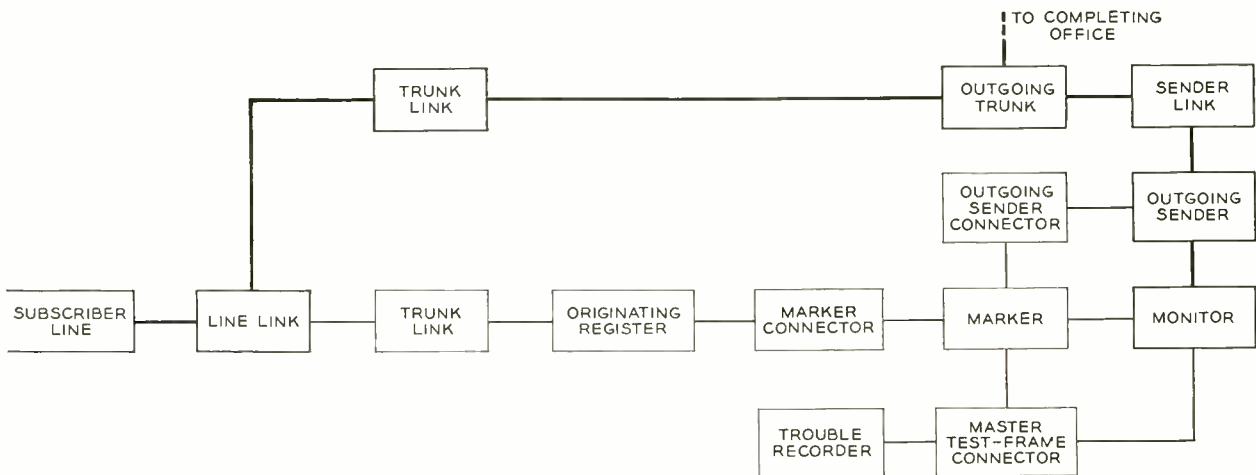 TO COMPLETING
OFFICE
TRUNK
LINK
OUTGOING
TRUNK
SENDER
LINK
OUTGOING
SENDER
CONNECTOR
OUTGOING
SENDER
SUBSCRIBER
LINE
LINE LINK
TRUNK
LINK
ORIGINATING
REGISTER
MARKER
CONNECTOR
MARKER
MONITOR
TROUBLE
RECORDER
MASTER
TEST-FRAME
CONNECTOR